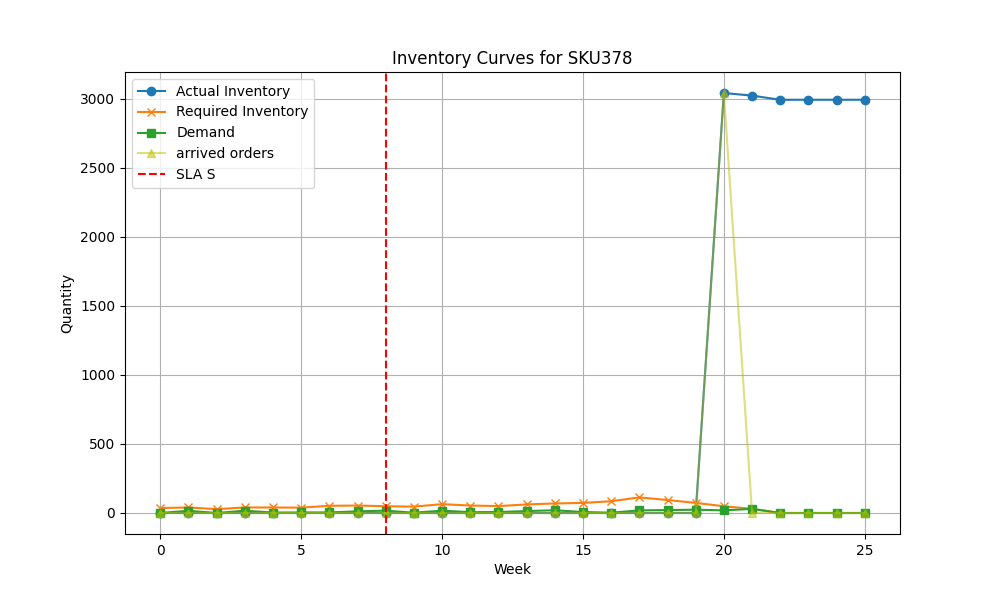 Inventory Curves for SKU378
Actual Inventory
Required Inventory
Demand
arrived orders
SLA S
3000
2500
2000
1500
1000
500
0
Quantity
0
5
10
15
20
25
Week